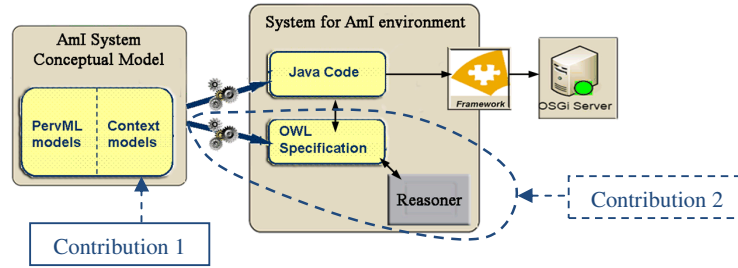 AmI System
Conceptual Model
PervML
models
Context
models
Contribution 1
System for AmI environment
Java Code
OWL
Specification
Reasoner
Framework
OSGi Server
Contribution 2